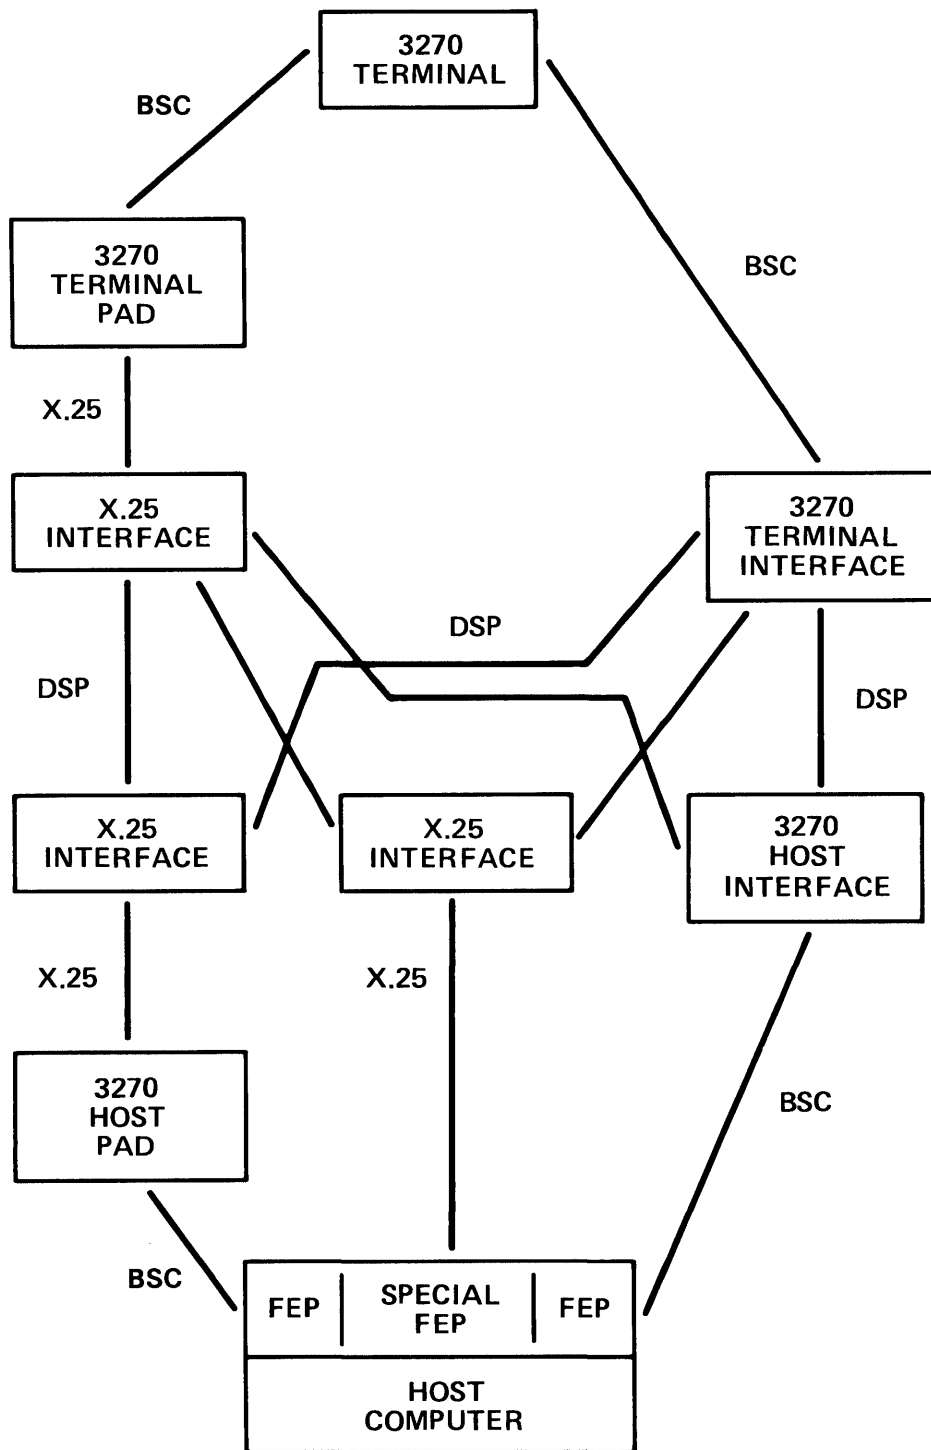 3270
TERMINAL
BSC
3270
TERMINAL
PAD
BSC
X.25
X.25
INTERFACE
3270
TERMINAL
INTERFACE
DSP
DSP
DSP
X.25
INTERFACE
X.25
INTERFACE
3270
HOST
INTERFACE
X.25
X.25
3270
HOST
PAD
BSC
BSC
FEP
SPECIAL
FEP
FEP
HOST
COMPUTER